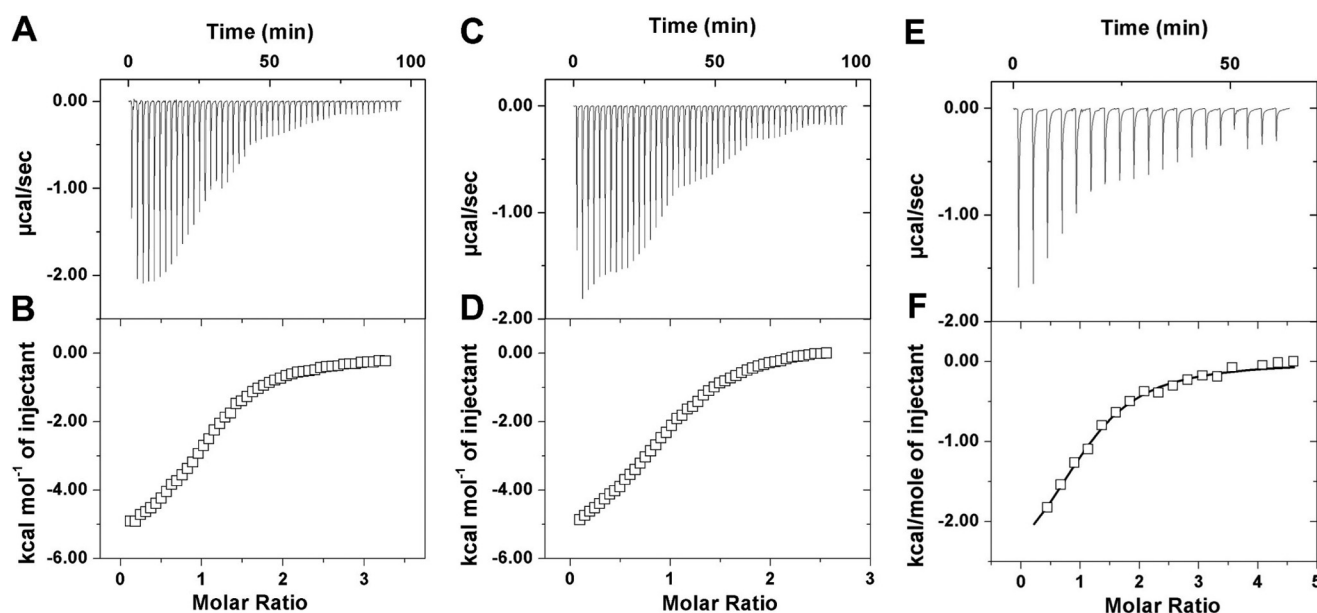 A
Time (min)
0 50 100
0.00
-1.00
-2.00
µcal/sec
B
0.00
-2.00
-4.00
-6.00
kcal mol⁻¹ of injectant
0 1 2 3
Molar Ratio
C
Time (min)
0 50 100
0.00
-1.00
-2.00
µcal/sec
D
0.00
-2.00
-4.00
-6.00
kcal mol⁻¹ of injectant
0 1 2 3
Molar Ratio
E
Time (min)
0 50
0.00
-1.00
-2.00
µcal/sec
F
0.00
-1.00
-2.00
kcal/mole of injectant
0 1 2 3 4 5
Molar Ratio